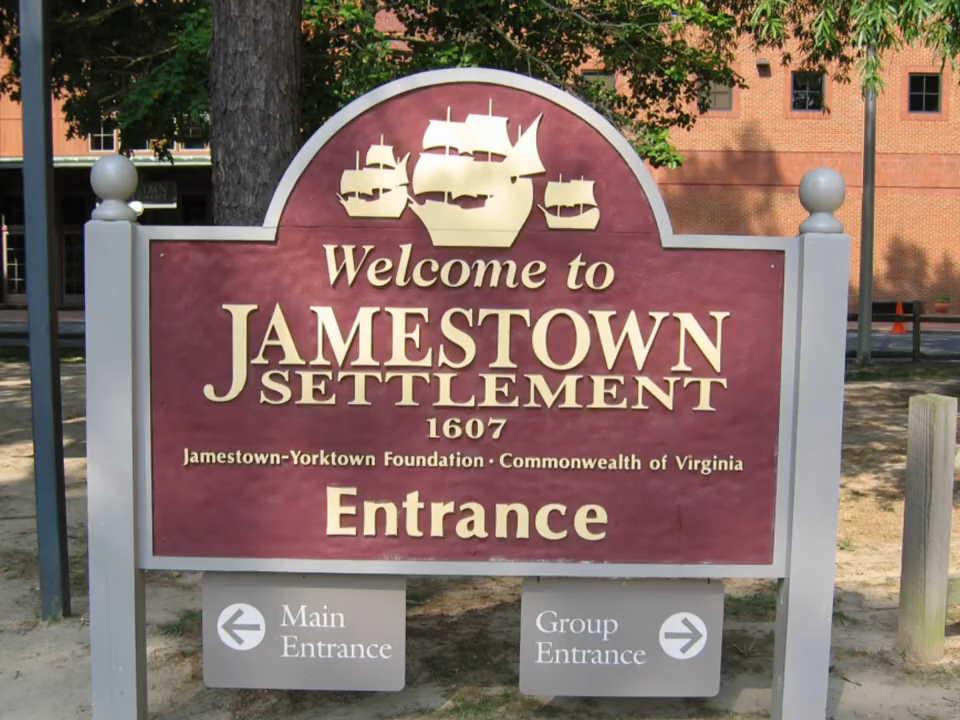 Welcome to
JAMESTOWN
SETTLEMENT
1607
Jamestown-Yorktown Foundation · Commonwealth of Virginia
Entrance
Main
Entrance
Group
Entrance